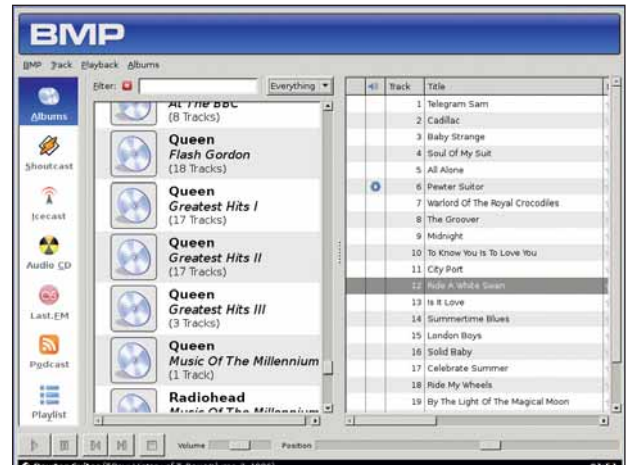 BMP
BMP Track Playback Albums
Filter: Everything
Albums
Shoutcast
Icecast
Audio CD
Last.FM
Podcast
Playlist
At The BBC
(8 Tracks)
Queen
Flash Gordon
(18 Tracks)
Queen
Greatest Hits I
(17 Tracks)
Queen
Greatest Hits II
(17 Tracks)
Queen
Greatest Hits III
(3 Tracks)
Queen
Music Of The Millennium
(1 Track)
Radiohead
Music Of The Millennium
Track Title
1 Telegram Sam
2 Cadillac
3 Baby Strange
4 Soul Of My Suit
5 All Alone
6 Pewter Suitor
7 Warlord Of The Royal Crocodiles
8 The Groover
9 Midnight
10 To Know You Is To Love You
11 City Port
12 Ride A White Swan
13 Is It Love
14 Summertime Blues
15 London Boys
16 Solid Baby
17 Celebrate Summer
18 Ride My Wheels
19 By The Light Of The Magical Moon
Volume Position